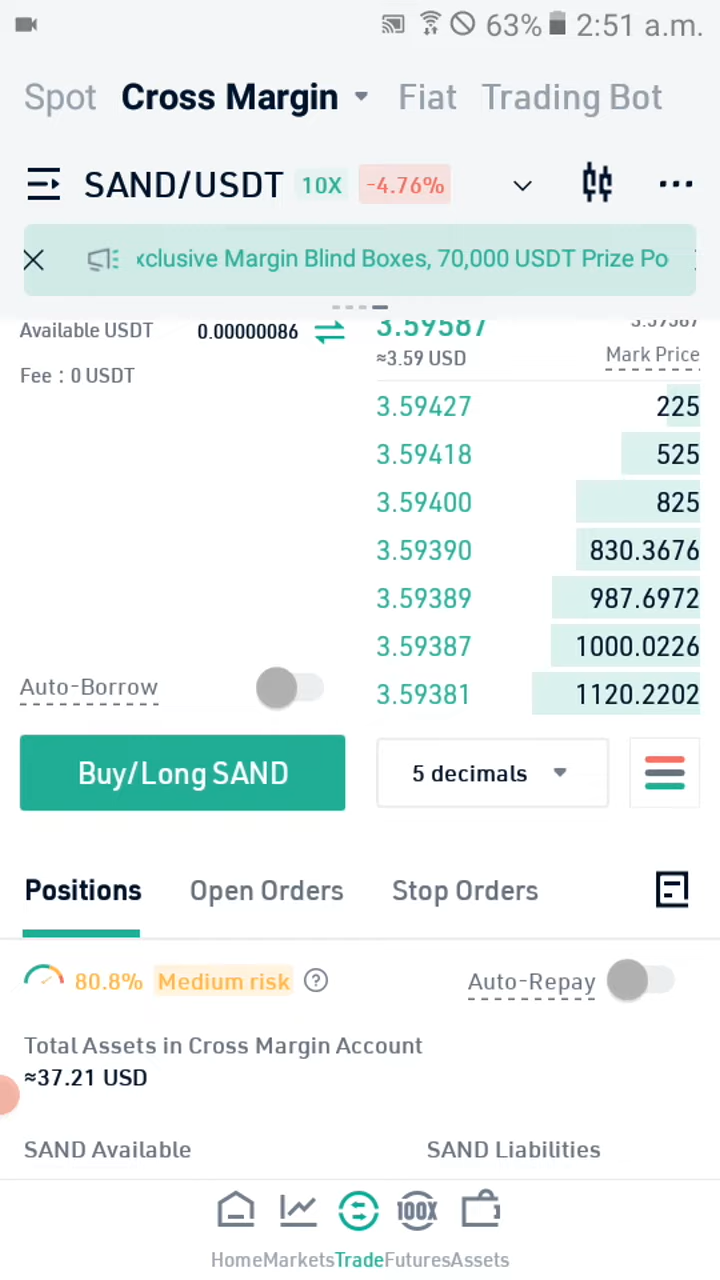 63% 2:51 a.m.
Spot Cross Margin Fiat Trading Bot
SAND/USDT 10X -4.76%
xclusive Margin Blind Boxes, 70,000 USDT Prize Po
Available USDT 0.00000086
3.59587
≈3.59 USD Mark Price
Fee : 0 USDT
3.59427 225
3.59418 525
3.59400 825
3.59390 830.3676
3.59389 987.6972
3.59387 1000.0226
Auto-Borrow
3.59381 1120.2202
Buy/Long SAND 5 decimals
Positions Open Orders Stop Orders
80.8% Medium risk ? Auto-Repay
Total Assets in Cross Margin Account
≈37.21 USD
SAND Available SAND Liabilities
100X
Home Markets Trade Futures Assets